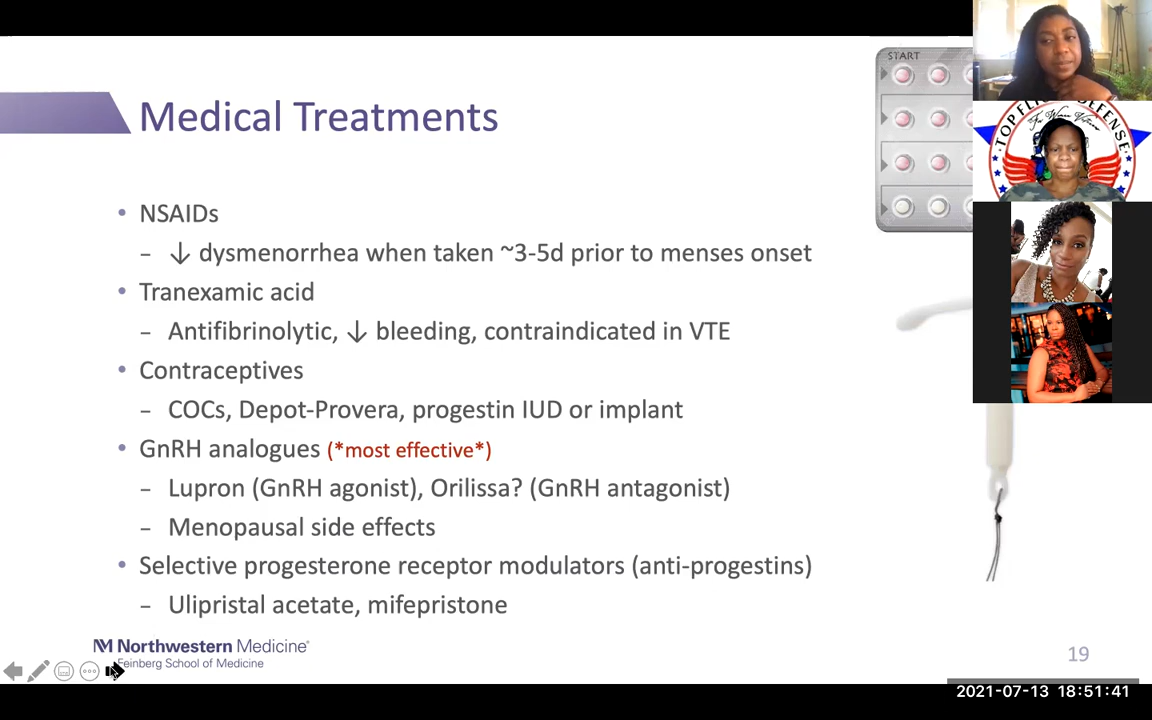 Medical Treatments
• NSAIDs
– ↓ dysmenorrhea when taken ~3-5d prior to menses onset
• Tranexamic acid
– Antifibrinolytic, ↓ bleeding, contraindicated in VTE
• Contraceptives
– COCs, Depot-Provera, progestin IUD or implant
• GnRH analogues (*most effective*)
– Lupron (GnRH agonist), Orilissa? (GnRH antagonist)
– Menopausal side effects
• Selective progesterone receptor modulators (anti-progestins)
– Ulipristal acetate, mifepristone
Northwestern Medicine®
Feinberg School of Medicine
19
START
2021-07-13 18:51:41